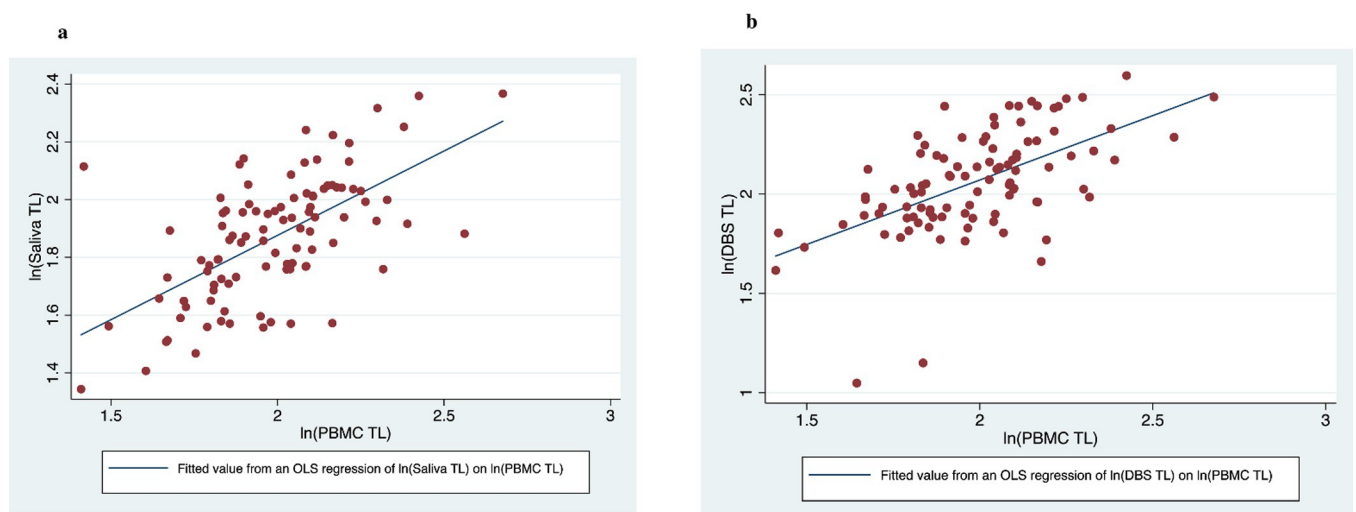 a
ln(Saliva TL)
2.4
2.2
2
1.8
1.6
1.4
1.5
2
2.5
3
ln(PBMC TL)
Fitted value from an OLS regression of ln(Saliva TL) on ln(PBMC TL)
b
ln(DBS TL)
2.5
2
1.5
1
1.5
2
2.5
3
ln(PBMC TL)
Fitted value from an OLS regression of ln(DBS TL) on ln(PBMC TL)